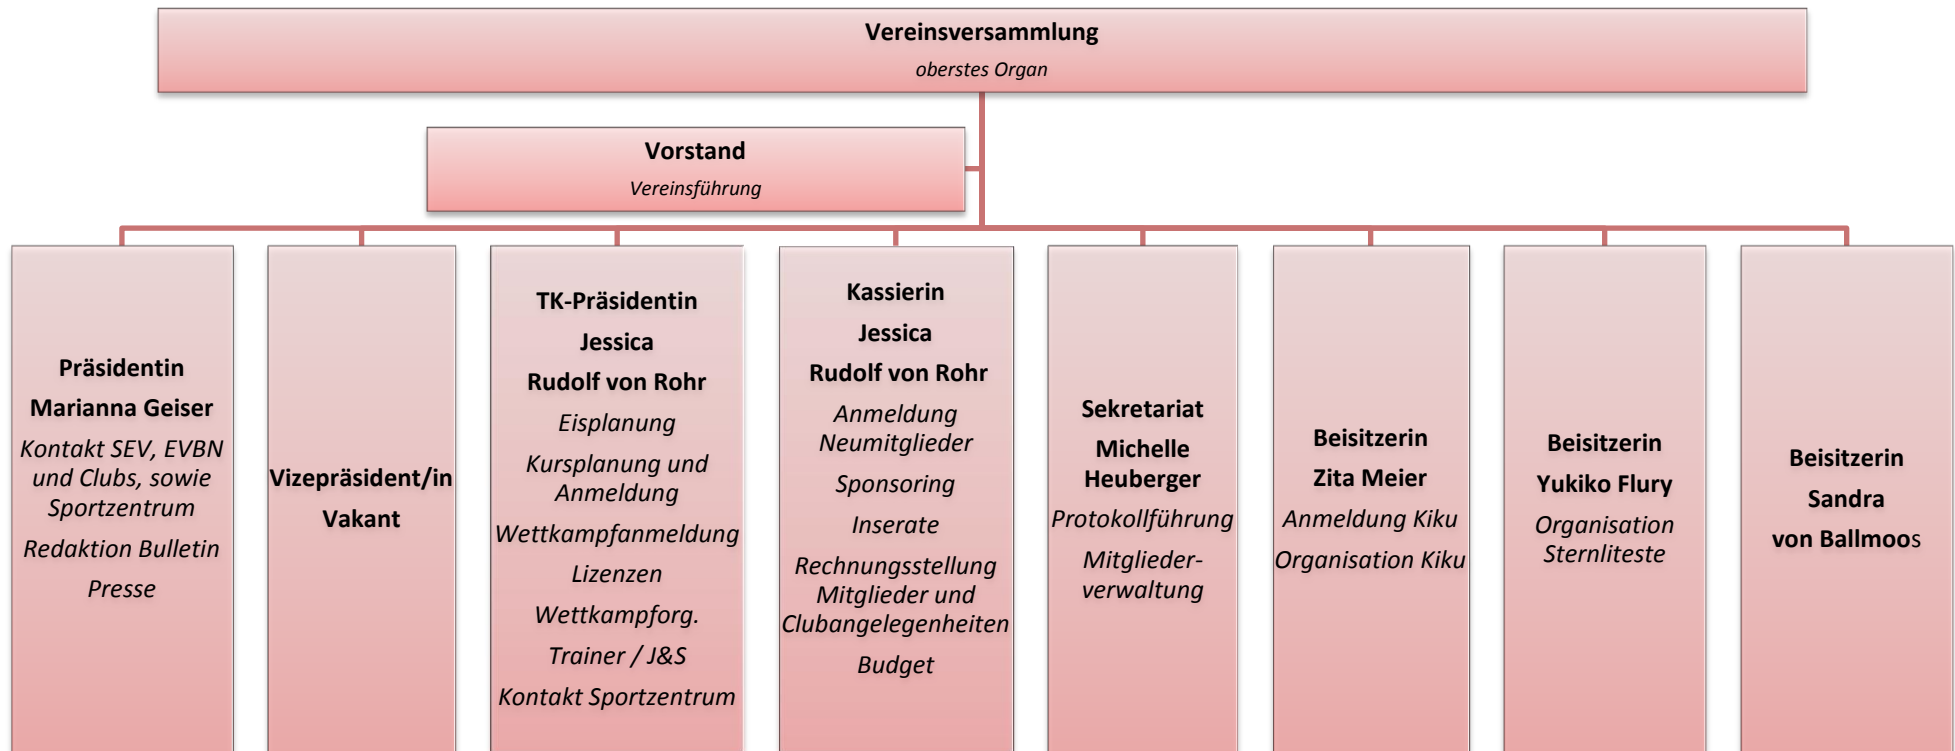 Vereinsversammlung
oberstes Organ
Vorstand
Vereinsführung
Präsidentin
Marianna Geiser
Kontakt SEV, EVBN
und Clubs, sowie
Sportzentrum
Redaktion Bulletin
Presse
Vizepräsident/in
Vakant
TK-Präsidentin
Jessica
Rudolf von Rohr
Eisplanung
Kursplanung und
Anmeldung
Wettkampfanmeldung
Lizenzen
Wettkampforg.
Trainer / J&S
Kontakt Sportzentrum
Kassierin
Jessica
Rudolf von Rohr
Anmeldung
Neumitglieder
Sponsoring
Inserate
Rechnungsstellung
Mitglieder und
Clubangelegenheiten
Budget
Sekretariat
Michelle
Heuberger
Protokollführung
Mitglieder-
verwaltung
Beisitzerin
Zita Meier
Anmeldung Kiku
Organisation Kiku
Beisitzerin
Yukiko Flury
Organisation
Sternliteste
Beisitzerin
Sandra
von Ballmoos